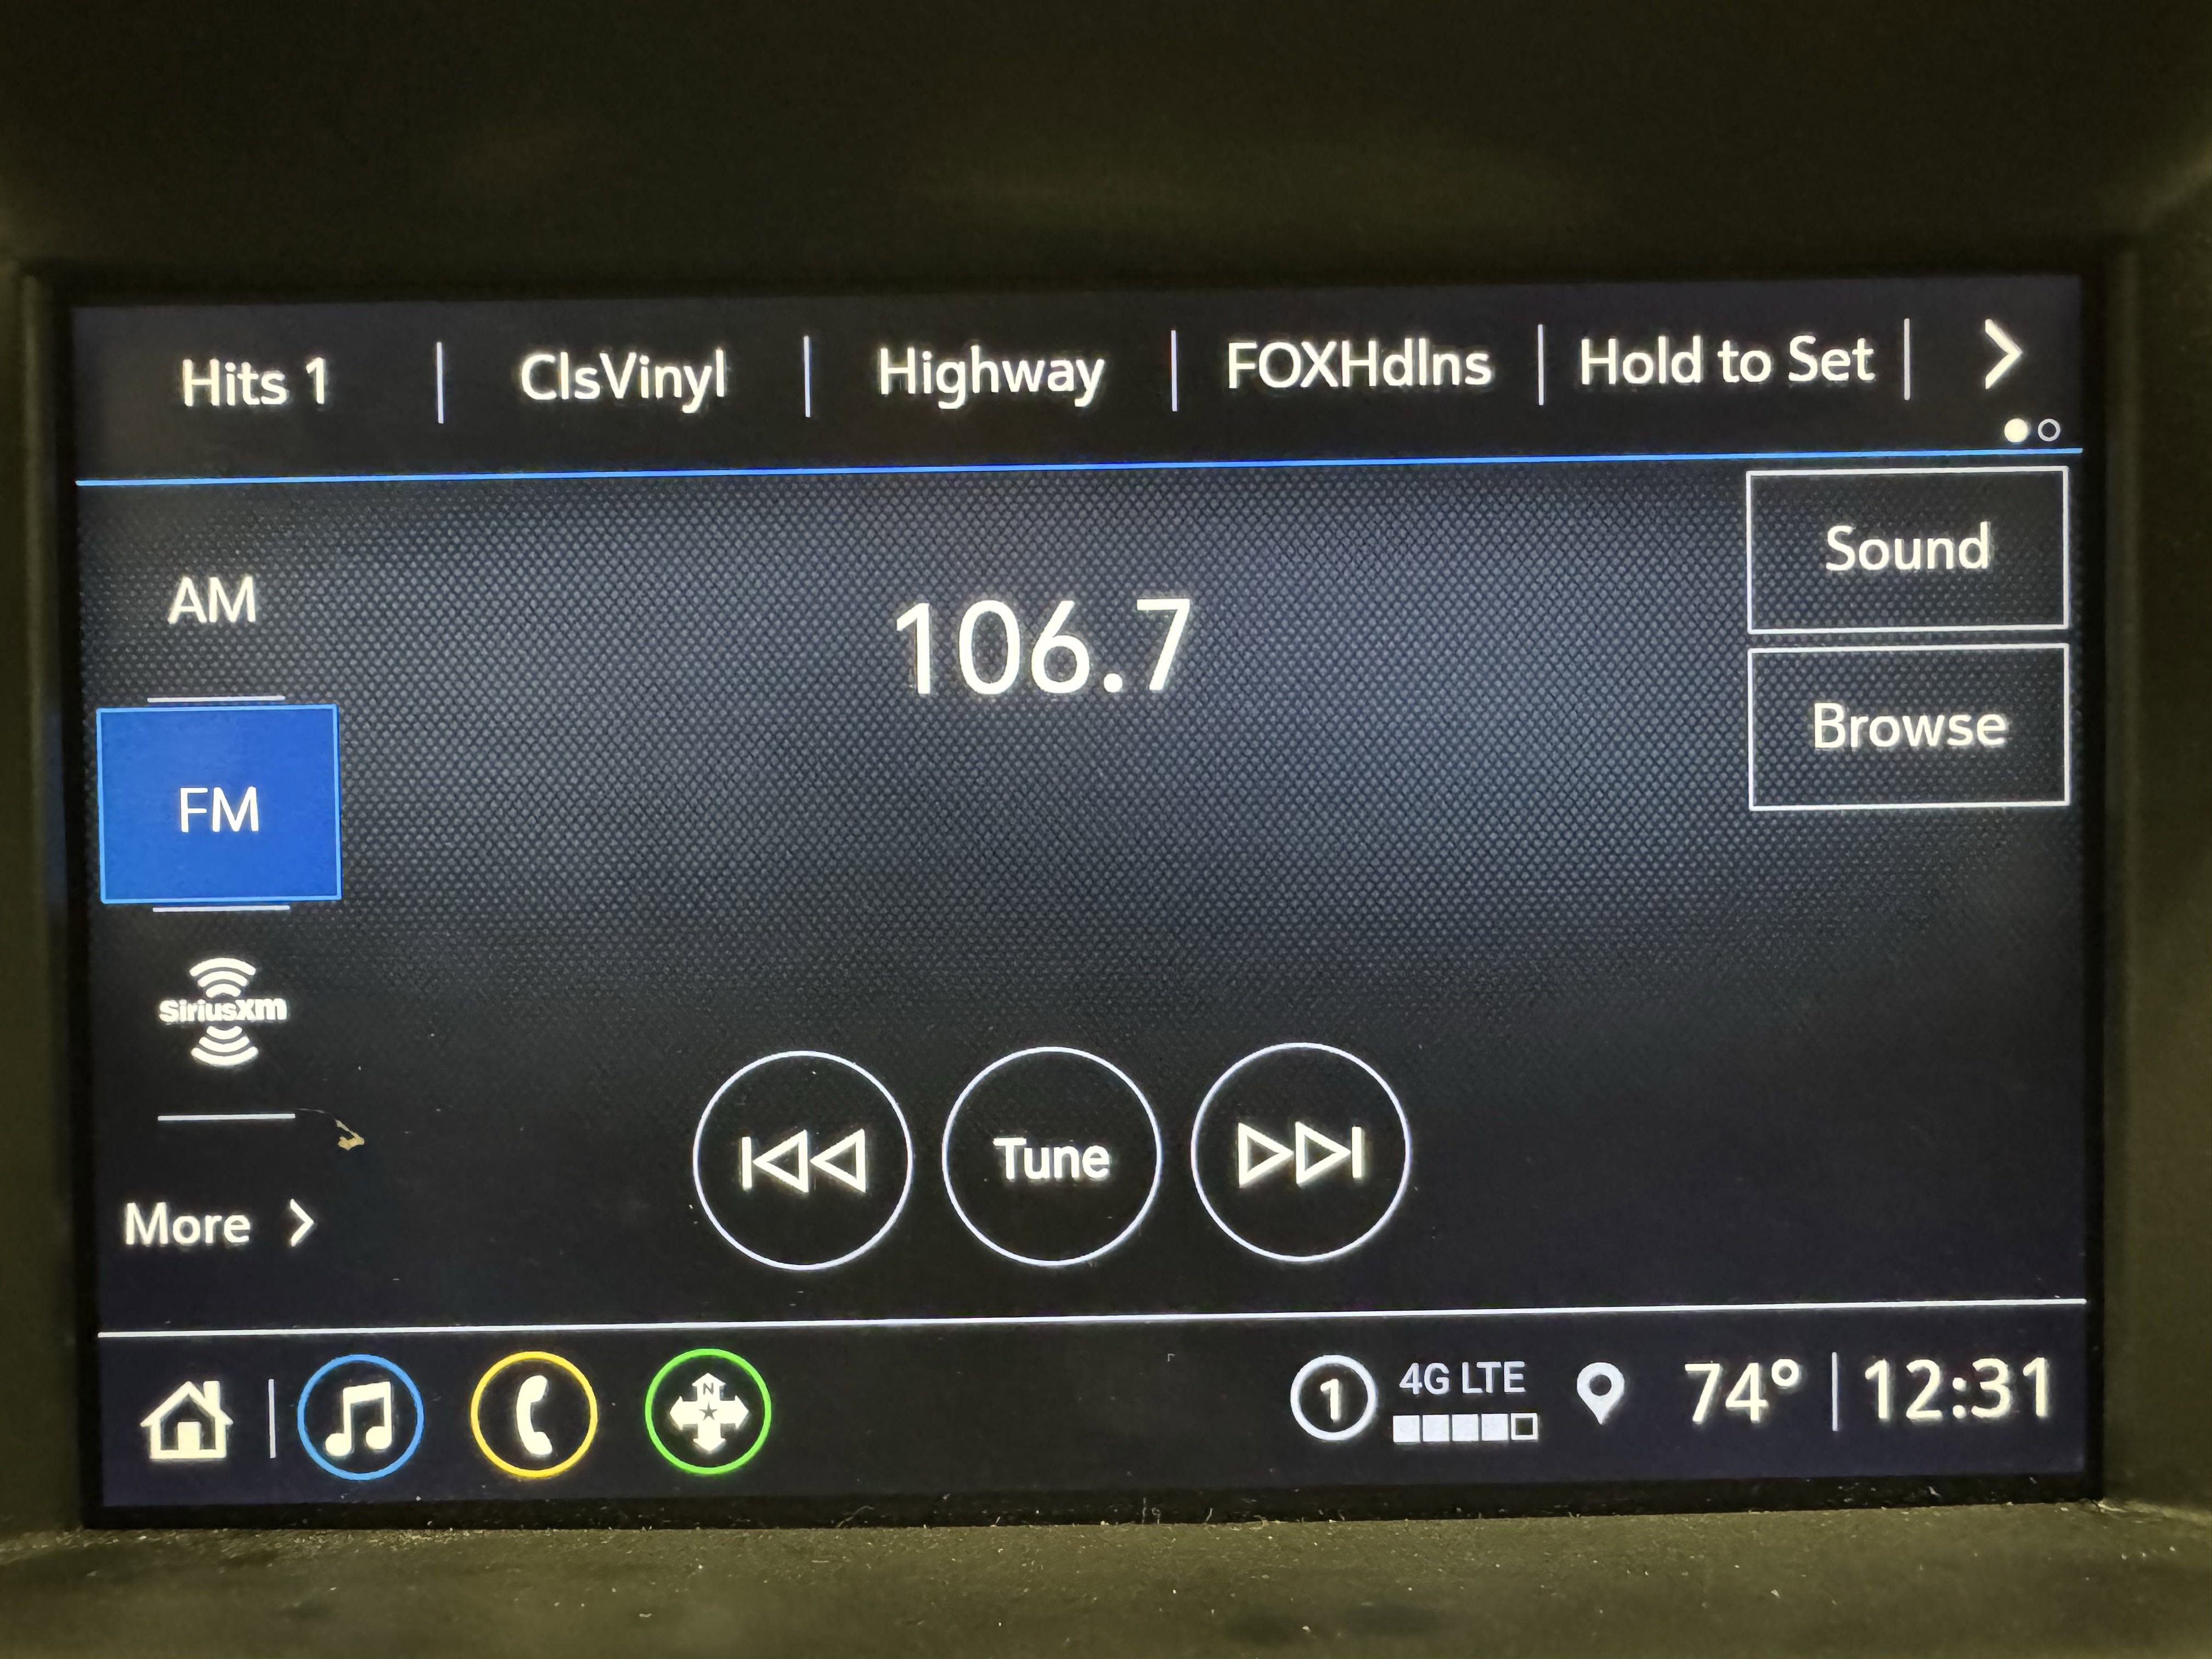 Hits 1
ClsVinyl
Highway
FOXHdlns
Hold to Set
AM
106.7
Sound
Browse
FM
SiriusXM
Tune
More
N
1
4G LTE
74°
12:31